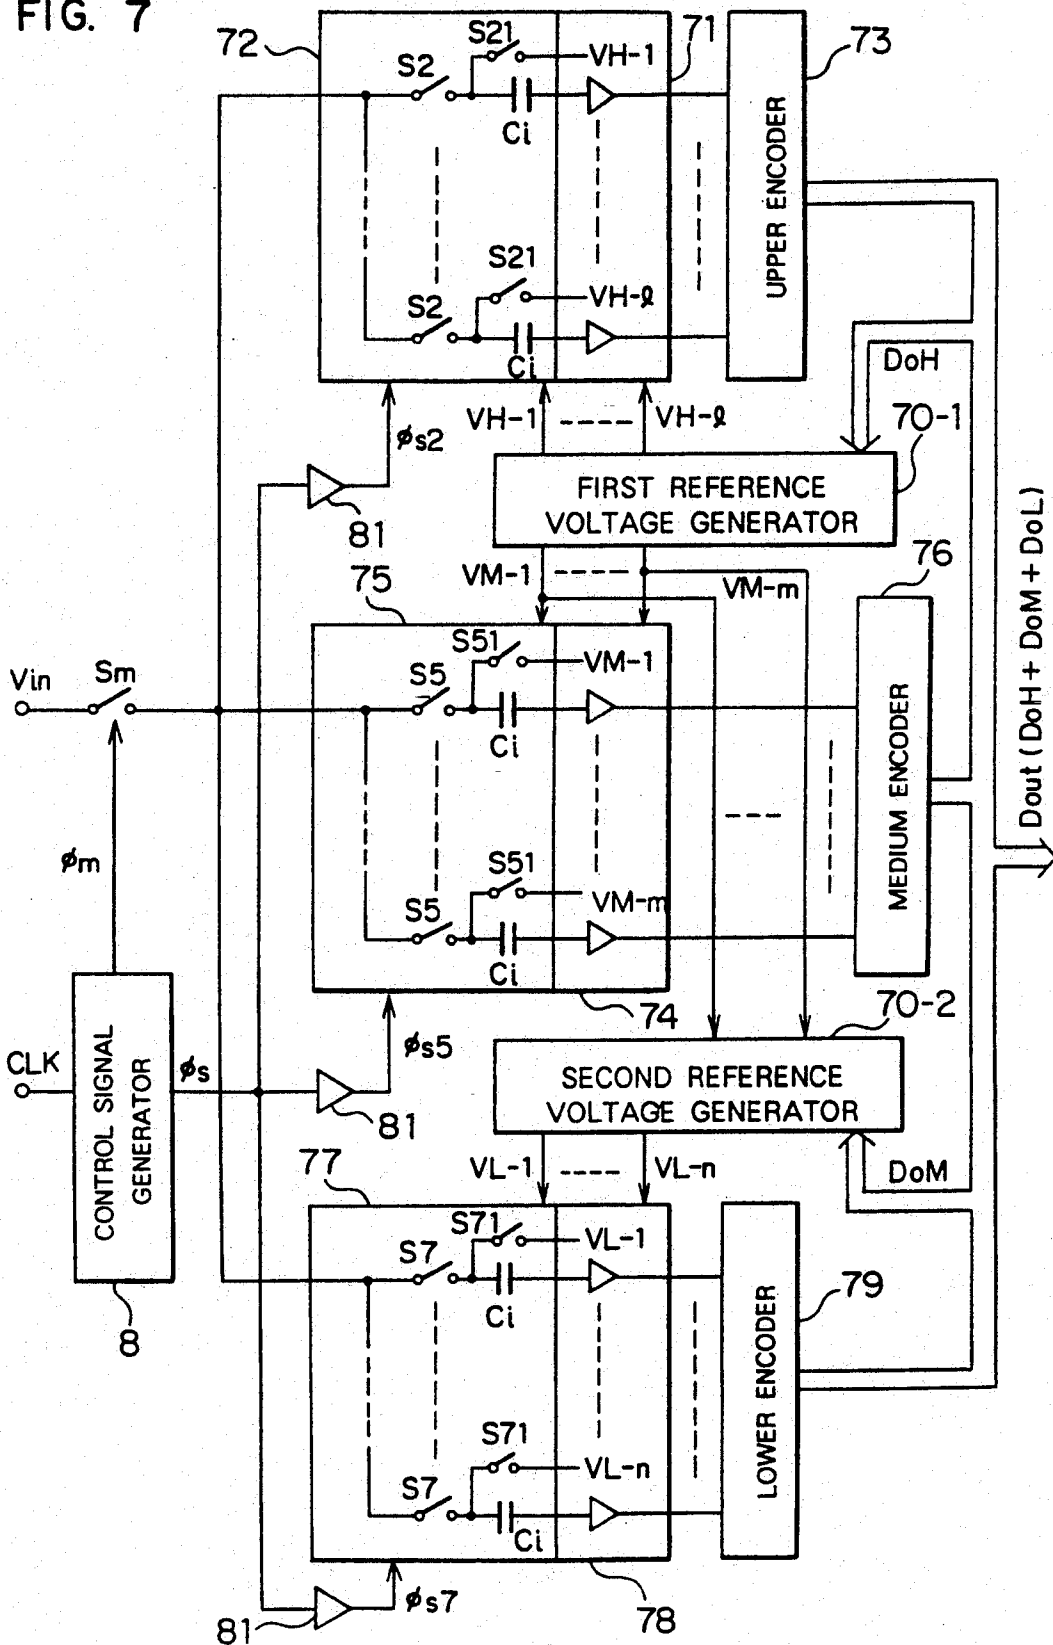 FIG. 7
72
S21
VH-1
71
73
S2
Ci
UPPER ENCODER
S21
VH-ℓ
S2
Ci
DoH
VH-1
VH-ℓ
70-1
φs2
FIRST REFERENCE
VOLTAGE GENERATOR
81
VM-1
VM-m
76
75
S51
VM-1
Vin
Sm
S5
Ci
MEDIUM ENCODER
Dout (DoH + DoM + DoL)
φm
S51
VM-m
S5
Ci
74
70-2
CLK
φs
φs5
CONTROL SIGNAL
GENERATOR
SECOND REFERENCE
VOLTAGE GENERATOR
81
VL-1
VL-n
DoM
77
S71
VL-1
S7
Ci
79
8
LOWER ENCODER
S71
VL-n
S7
Ci
φs7
81
78